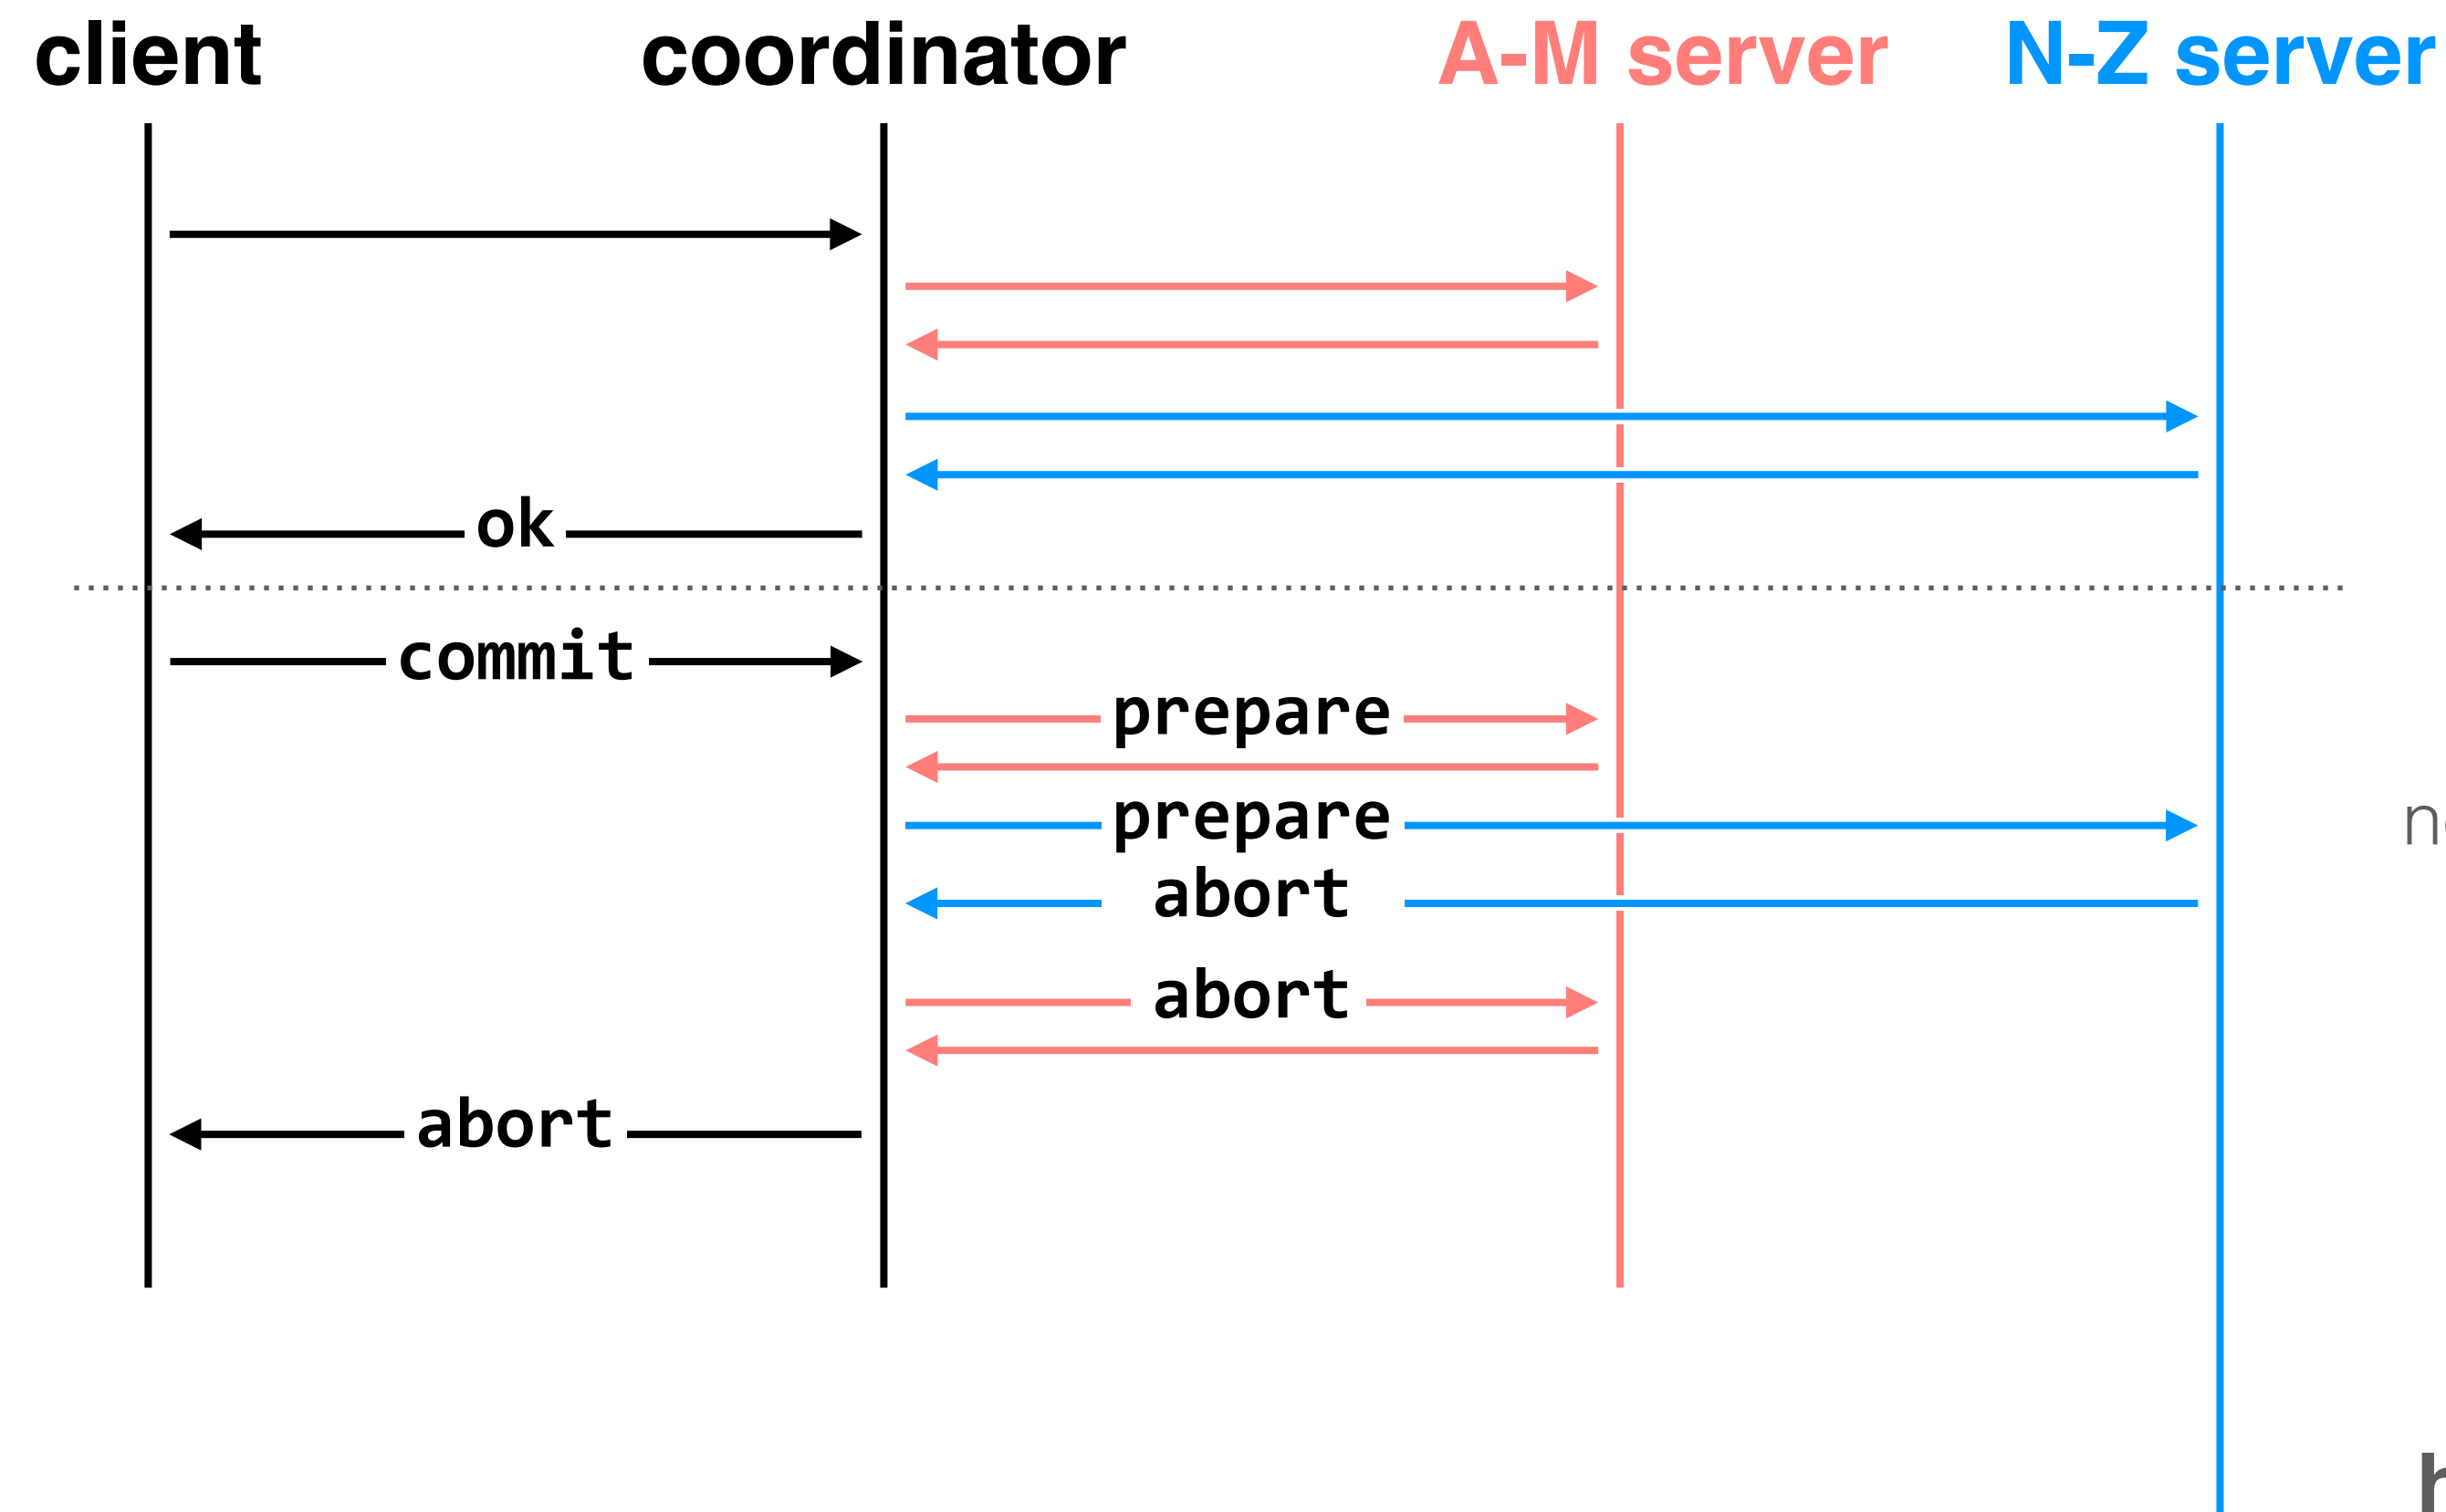 client
coordinator
A-M server
N-Z server
ok
commit
prepare
prepare
abort
abort
abort